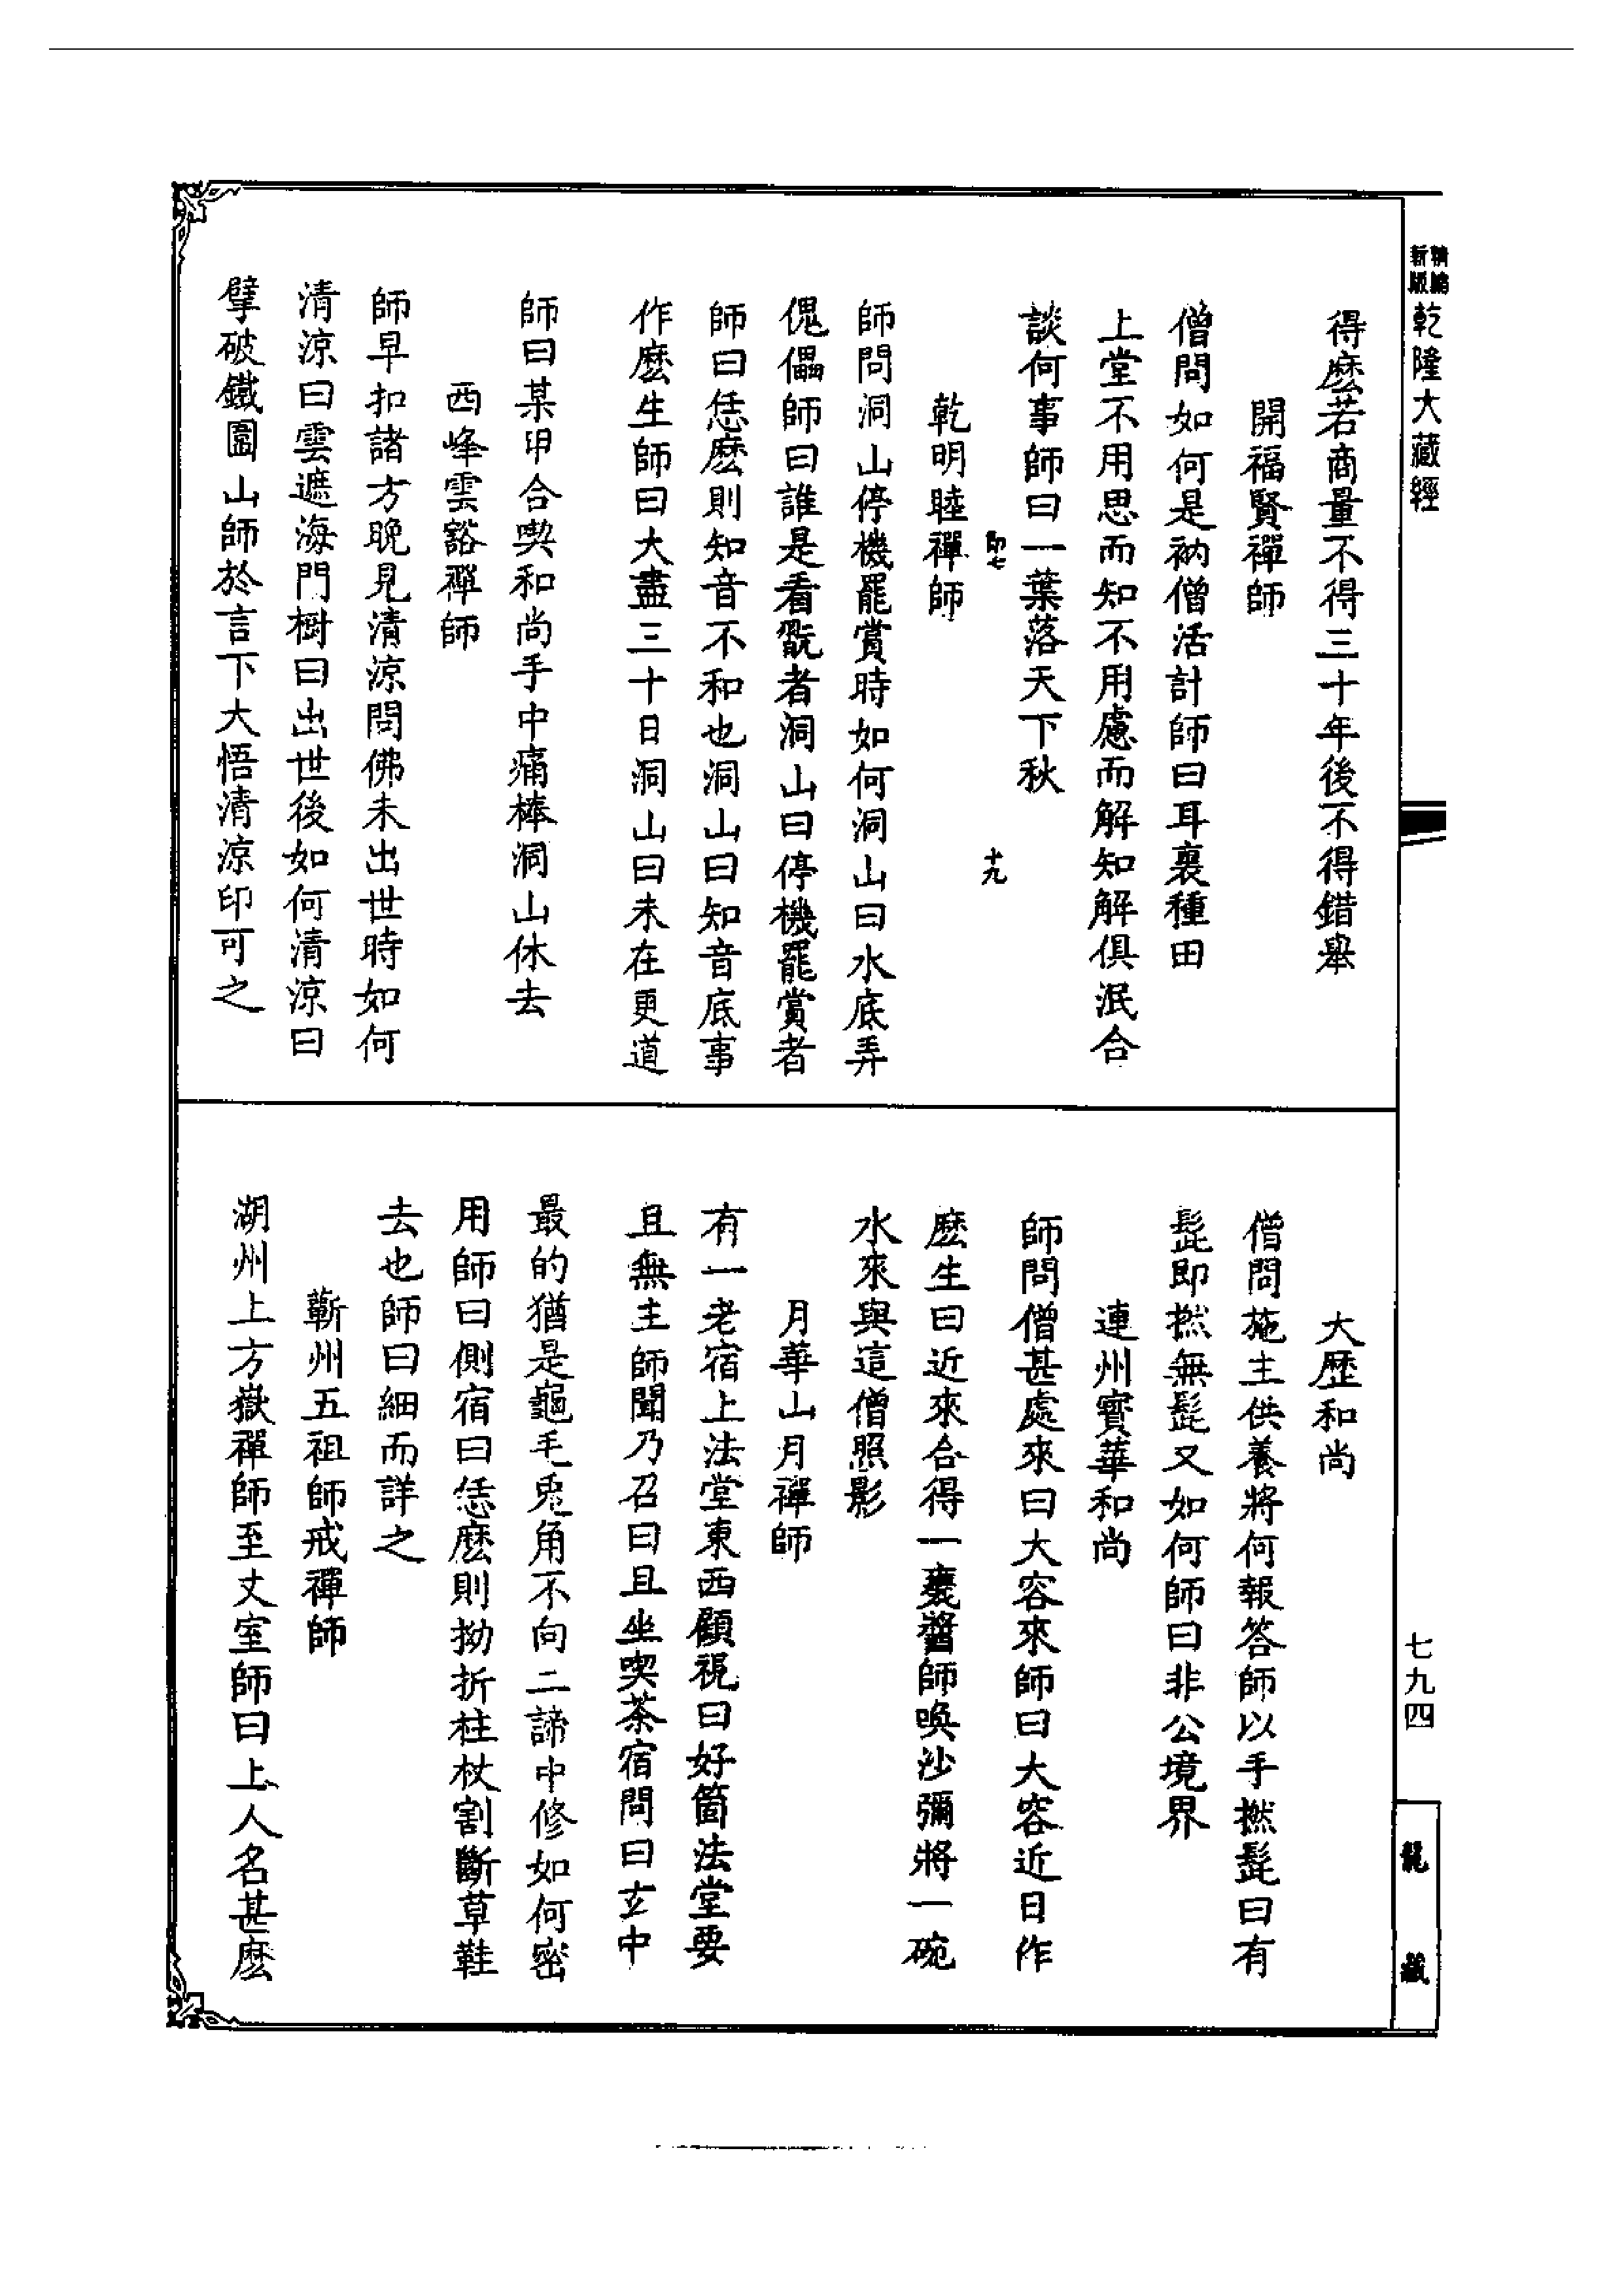 精編
新版
乾隆大藏經
得麼若商量不得三十年後不得錯舉
開福賢禪師
僧問如何是衲僧活計師曰耳裏種田
上堂不用思而知不用慮而解知解俱泯合
談何事師曰一葉落天下秋
即七
十九
乾明睦禪師
師問洞山停機罷賞時如何洞山曰水底弄
傀儡師曰誰是看翫者洞山曰停機罷賞者
師曰恁麼則知音不和也洞山曰知音底事
作麼生師曰大盡三十日洞山曰未在更道
師曰某甲合喫和尚手中痛棒洞山休去
西峰雲豁禪師
師早扣諸方晚見清涼問佛未出世時如何
清涼曰雲遮海門樹曰出世後如何清涼曰
擘破鐵圍山師於言下大悟清涼印可之
大歷和尚
僧問施主供養將何報答師以手撚髭曰有
髭即撚無髭又如何師曰非公境界
連州寶華和尚
師問僧甚處來曰大容來師曰大容近日作
麼生曰近來合得一甕醬師喚沙彌將一碗
水來與這僧照影
月華山月禪師
有一老宿上法堂東西顧視曰好箇法堂要
且無主師聞乃召曰且坐喫茶宿問曰玄中
最的猶是龜毛兎角不向二諦中修如何密
用師曰側宿曰恁麼則拗折柱杖割斷草鞋
去也師曰細而詳之
蘄州五祖師戒禪師
湖州上方嶽禪師至丈室師曰上人名甚麼
七九四
龍藏